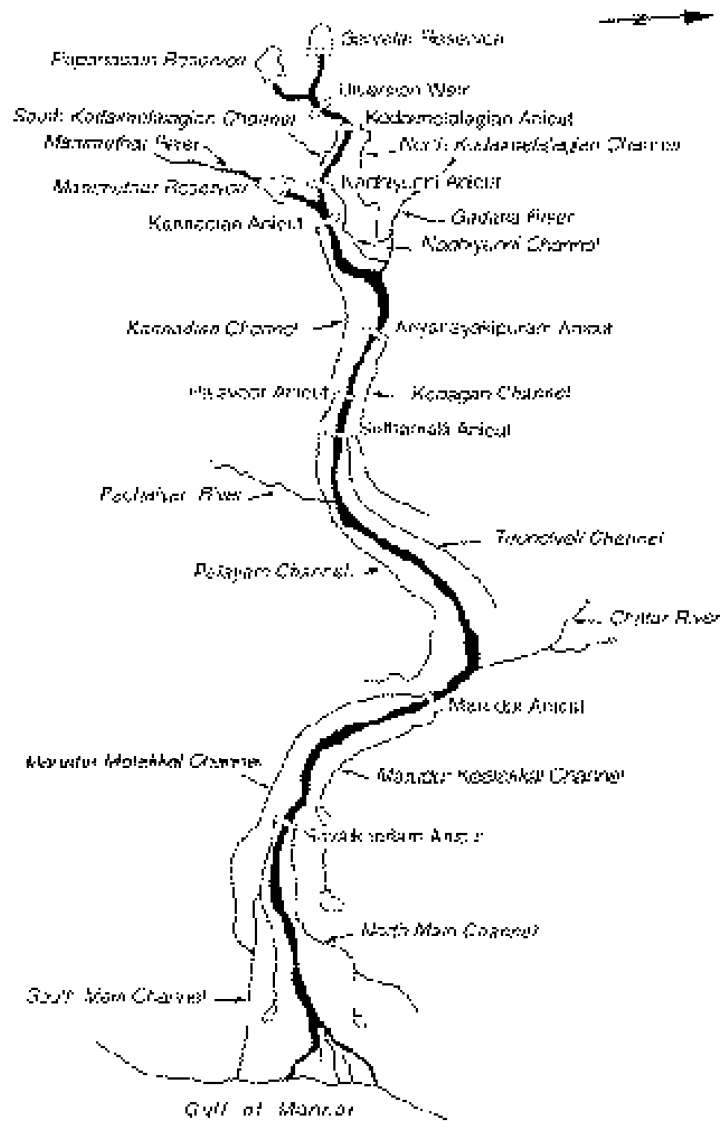 N
Servalar Reservoir
Papanasam Reservoir
Diversion Weir
South Kodaimelalagian Channel
Kodaimelalagian Anicut
Manimuthar River
North Kodaimelalagian Channel
Manimuthar Reservoir
Nadhiyunni Anicut
Kannadian Anicut
Gadana River
Nadhiyunni Channel
Kannadian Channel
Ariyanayakipuram Anicut
Palavoor Anicut
Kodagan Channel
Suthamalli Anicut
Pachaiyar River
Tirunelveli Channel
Palayam Channel
Chittar River
Marudur Anicut
Marudur Melakkal Channel
Marudur Keelakkal Channel
Srivaikundam Anicut
North Main Channel
South Main Channel
Gulf of Mannar